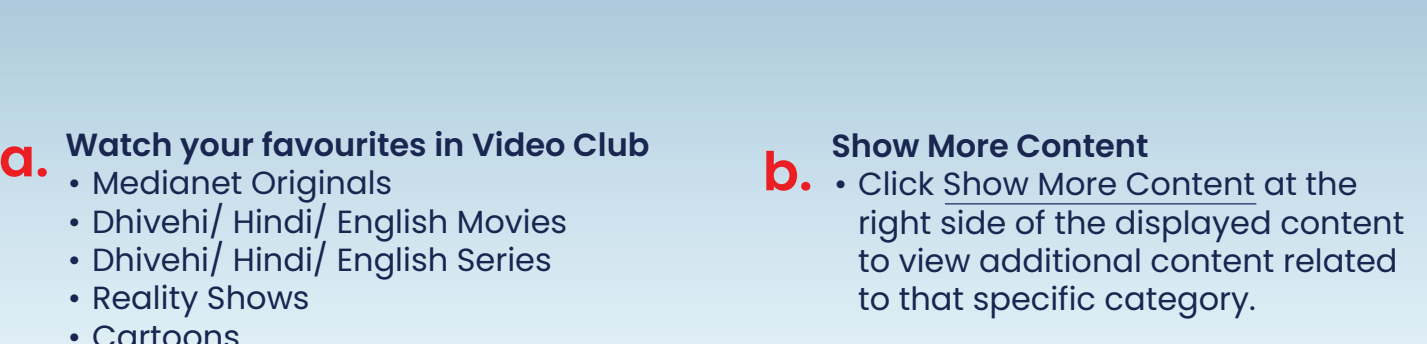 a.
Watch your favourites in Video Club
• Medianet Originals
• Dhivehi/ Hindi/ English Movies
• Dhivehi/ Hindi/ English Series
• Reality Shows
• Cartoons
b.
Show More Content
• Click Show More Content at the
right side of the displayed content
to view additional content related
to that specific category.